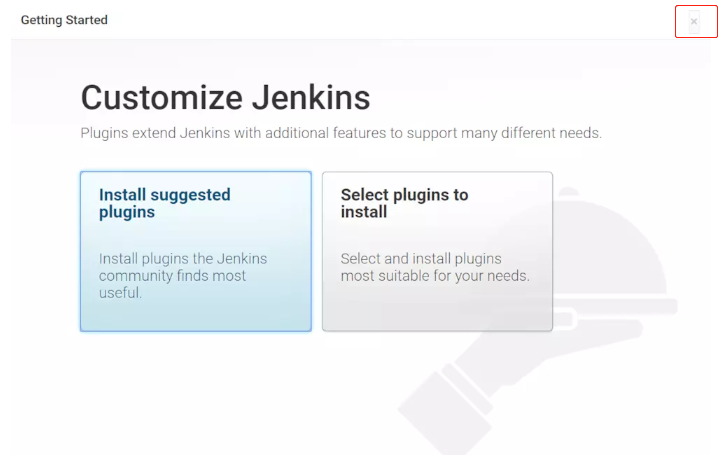 Getting Started
×
Customize Jenkins
Plugins extend Jenkins with additional features to support many different needs.
Install suggested
plugins
Install plugins the Jenkins
community finds most
useful.
Select plugins to
install
Select and install plugins
most suitable for your needs.